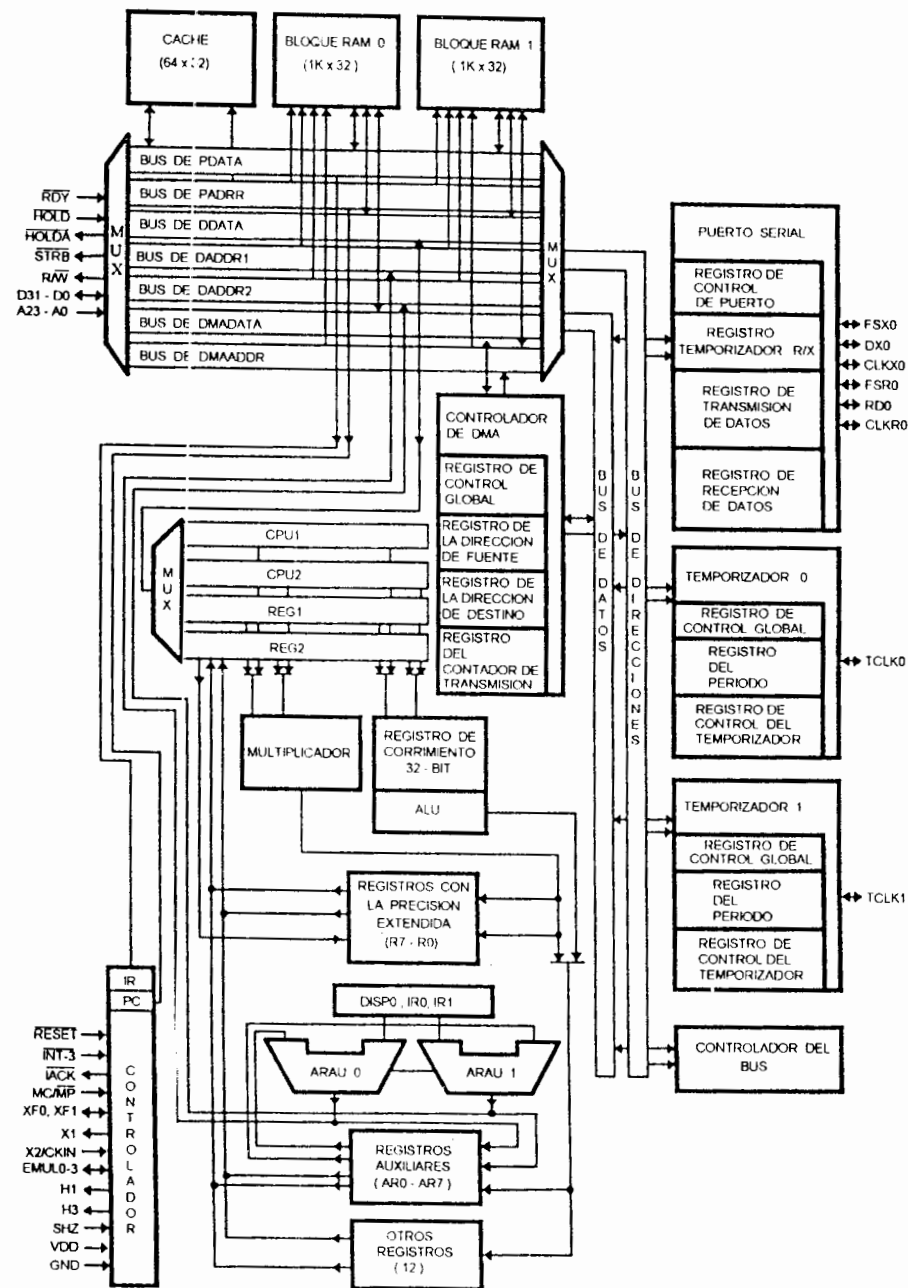 CACHE
(64 x 32)
BLOQUE RAM 0
(1K x 32 )
BLOQUE RAM 1
( 1K x 32)
BUS DE PDATA
BUS DE PADRR
BUS DE DDATA
BUS DE DADDR1
BUS DE DADDR2
BUS DE DMADATA
BUS DE DMAADDR
MUX
MUX
RDY
HOLD
HOLDA
STRB
R/W
D31 - D0
A23 - A0
CONTROLADOR
DE DMA
REGISTRO DE
CONTROL
GLOBAL
REGISTRO DE
LA DIRECCION
DE FUENTE
REGISTRO DE
LA DIRECCION
DE DESTINO
REGISTRO
DEL
CONTADOR DE
TRANSMISION
MUX
CPU1
CPU2
REG1
REG2
MULTIPLICADOR
REGISTRO DE
CORRIMIENTO
32 - BIT
ALU
REGISTROS CON
LA PRECISION
EXTENDIDA
(R7 - R0)
DISP0 , IR0, IR1
ARAU 0
ARAU 1
REGISTROS
AUXILIARES
( AR0 - AR7)
OTROS
REGISTROS
( 12 )
IR
PC
CONTROLADOR
RESET
INT-3
IACK
MC/MP
XF0, XF1
X1
X2/CKIN
EMUL0-3
H1
H3
SHZ
VDD
GND
BUS DE DATOS
BUS DE DIRECCIONES
PUERTO SERIAL
REGISTRO DE
CONTROL
DE PUERTO
REGISTRO
TEMPORIZADOR R/X
REGISTRO DE
TRANSMISION
DE DATOS
REGISTRO DE
RECEPCION
DE DATOS
FSX0
DX0
CLKX0
FSR0
RD0
CLKR0
TEMPORIZADOR 0
REGISTRO DE
CONTROL GLOBAL
REGISTRO
DEL
PERIODO
REGISTRO DE
CONTROL DEL
TEMPORIZADOR
TCLK0
TEMPORIZADOR 1
REGISTRO DE
CONTROL GLOBAL
REGISTRO
DEL
PERIODO
REGISTRO DE
CONTROL DEL
TEMPORIZADOR
TCLK1
CONTROLADOR DEL
BUS